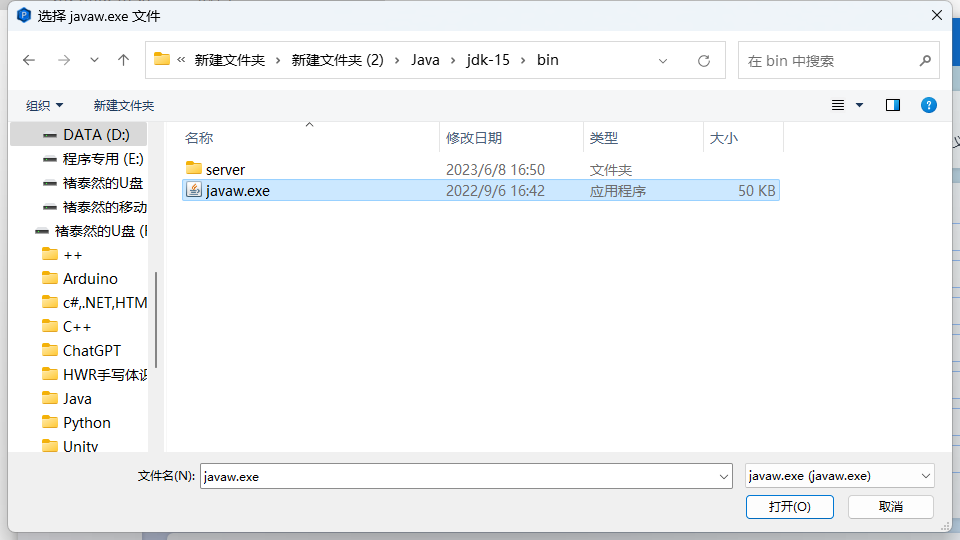 选择 javaw.exe 文件
« 新建文件夹 › 新建文件夹 (2) › Java › jdk-15 › bin
在 bin 中搜索
组织 新建文件夹
DATA (D:)
程序专用 (E:)
褚泰然的U盘
褚泰然的移动
褚泰然的U盘 (
++
Arduino
c#,.NET,HTM
C++
ChatGPT
HWR手写体
Java
Python
Unity
名称 修改日期 类型 大小
server 2023/6/8 16:50 文件夹
javaw.exe 2022/9/6 16:42 应用程序 50 KB
文件名(N): javaw.exe javaw.exe (javaw.exe)
打开(O) 取消